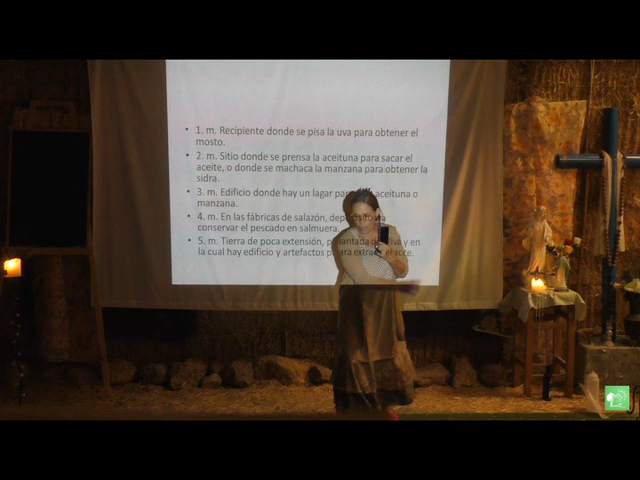 • 1. m. Recipiente donde se pisa la uva para obtener el
mosto.
• 2. m. Sitio donde se prensa la aceituna para sacar el
aceite, o donde se machaca la manzana para obtener la
sidra.
• 3. m. Edificio donde hay un lagar aceituna o
manzana.
• 4. m. En las fábricas de salazón,
conservar el pescado en salmuera.
• 5. m. Tierra de poca extensión, y en
la cual hay edificio y artefactos